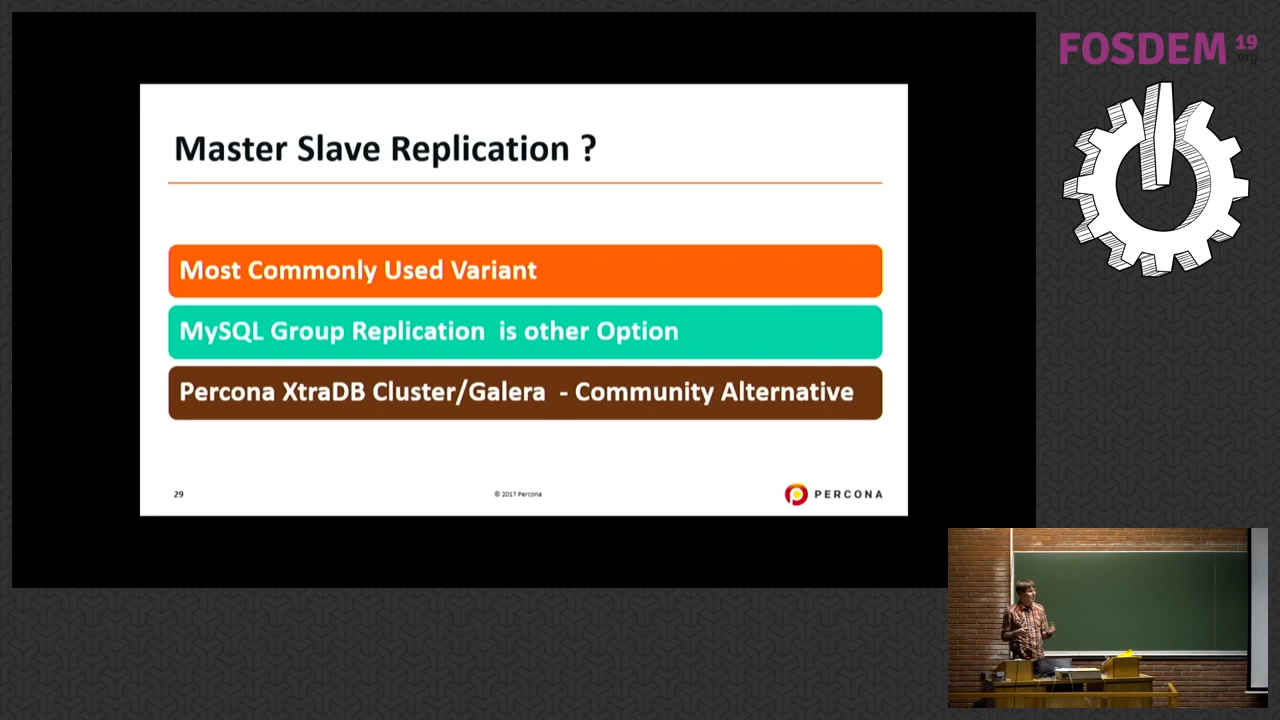 FOSDEM 19
.org
Master Slave Replication ?
Most Commonly Used Variant
MySQL Group Replication is other Option
Percona XtraDB Cluster/Galera - Community Alternative
29
© 2017 Percona
PERCONA